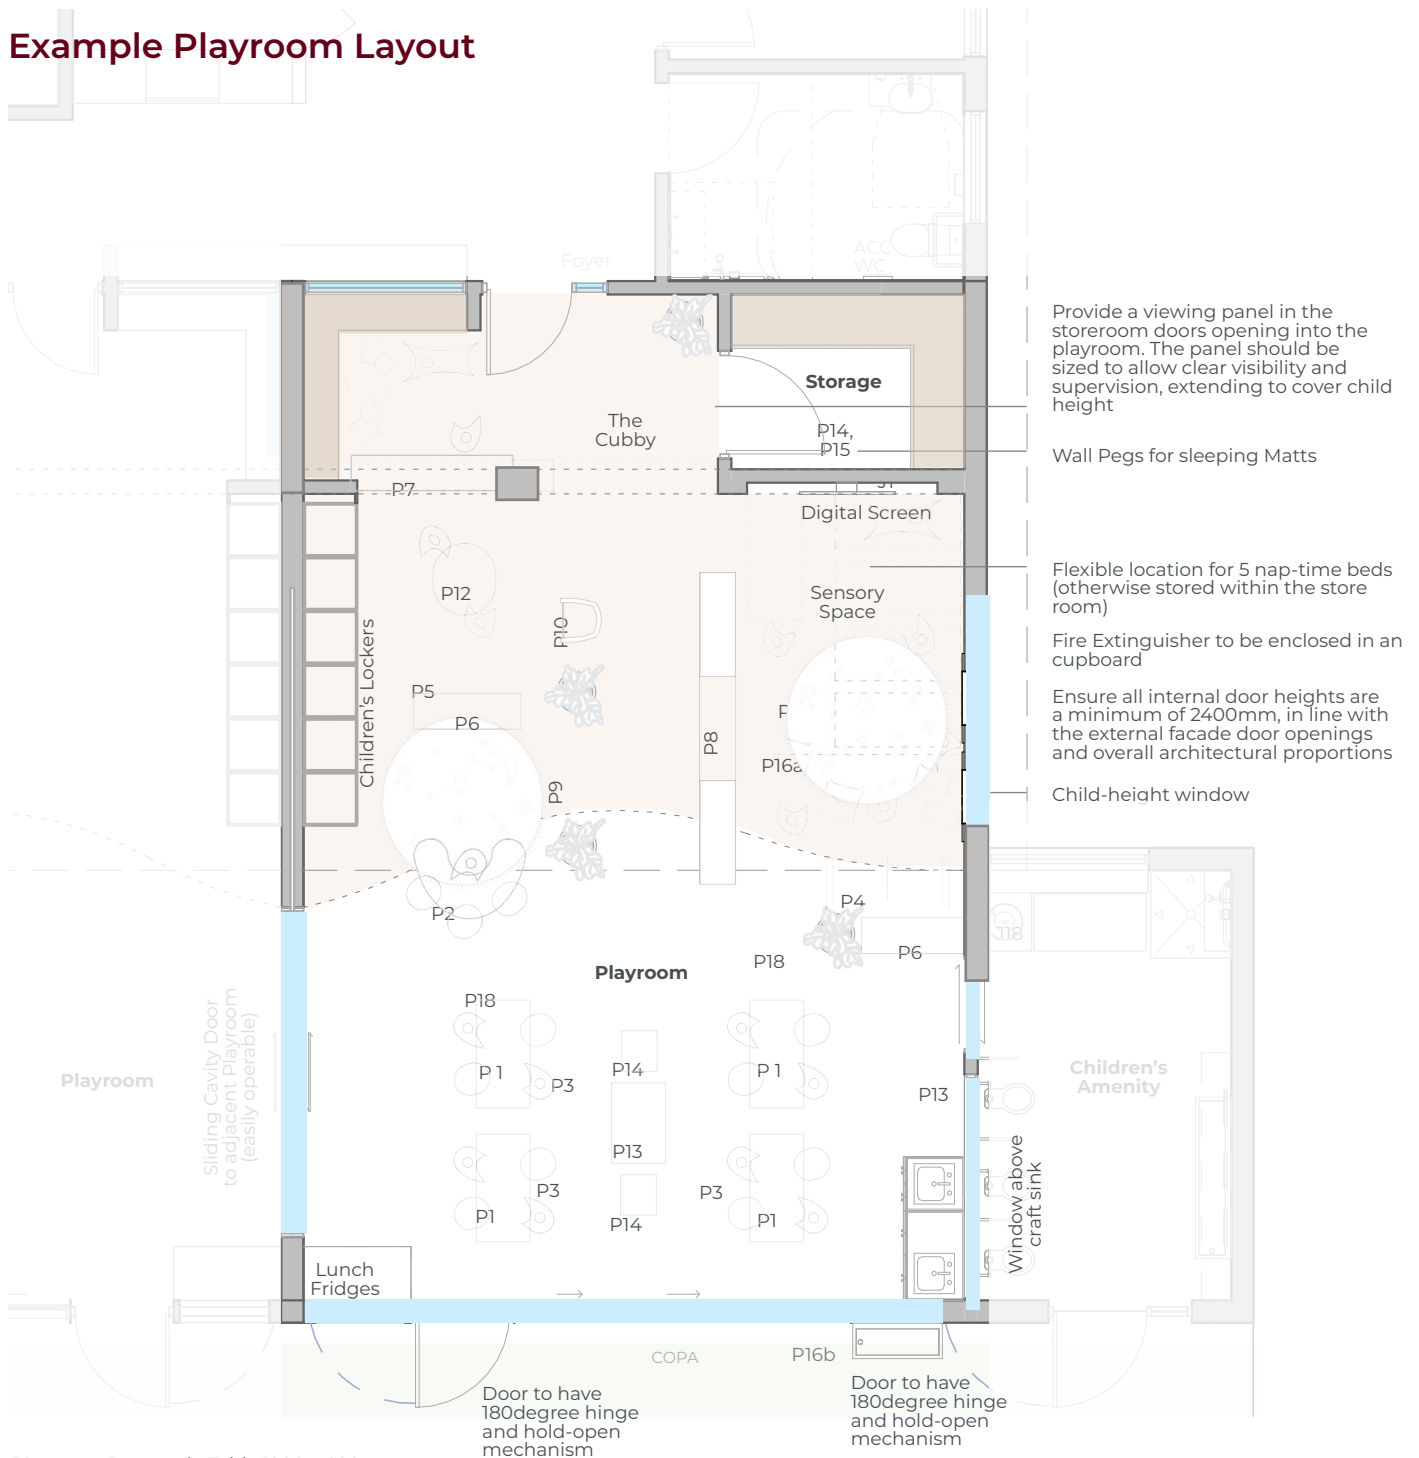 Example Playroom Layout
Foyer
ACC
WC
Provide a viewing panel in the
storeroom doors opening into the
playroom. The panel should be
sized to allow clear visibility and
supervision, extending to cover child
height
Storage
The
Cubby
P14,
P15
Wall Pegs for sleeping Matts
P7
Digital Screen
Flexible location for 5 nap-time beds
(otherwise stored within the store
room)
P12
Sensory
Space
P10
Fire Extinguisher to be enclosed in an
cupboard
Children's Lockers
P5
P6
Ensure all internal door heights are
a minimum of 2400mm, in line with
the external facade door openings
and overall architectural proportions
P8
P16a
P9
Child-height window
P2
P4
P6
J18
P18
Playroom
P18
Sliding Cavity Door
to adjacent Playroom
(easily operable)
Playroom
P 1
P3
P14
P 1
P13
Children's
Amenity
P13
P3
P3
P1
P14
P1
Window above
craft sink
Lunch
Fridges
COPA
P16b
Door to have
180degree hinge
and hold-open
mechanism
Door to have
180degree hinge
and hold-open
mechanism